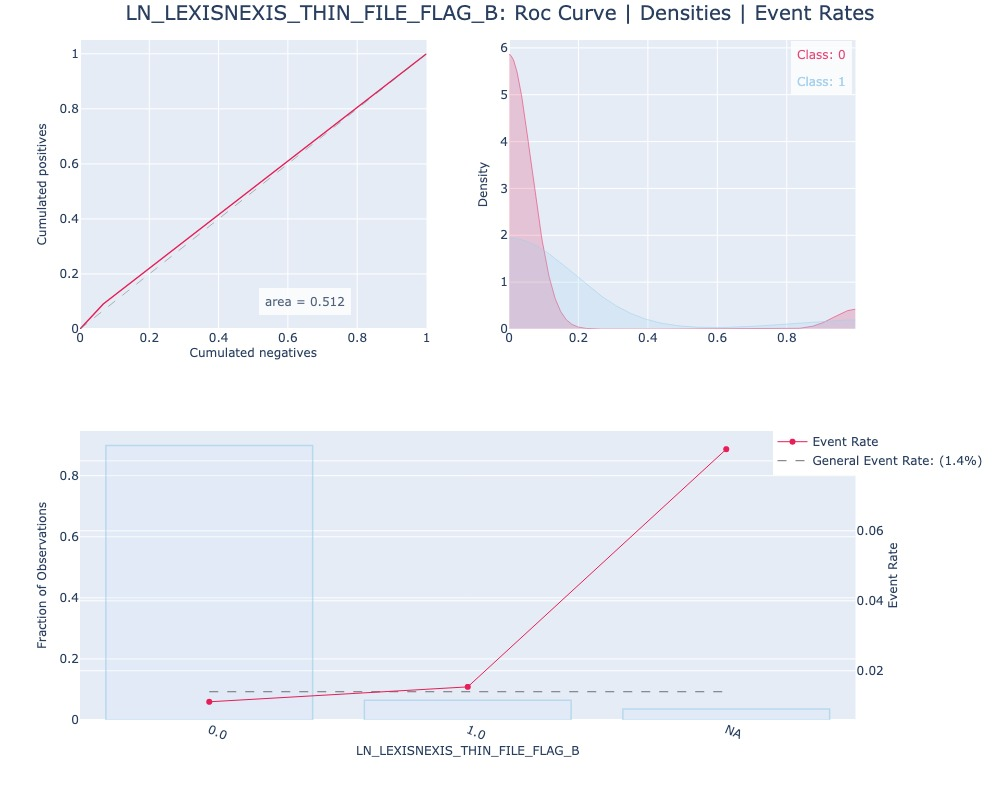 LN_LEXISNEXIS_THIN_FILE_FLAG_B: Roc Curve | Densities | Event Rates
1
0.8
0.6
0.4
0.2
0
0 0.2 0.4 0.6 0.8 1
Cumulated positives
Cumulated negatives
area = 0.512
6
5
4
3
2
1
0
0 0.2 0.4 0.6 0.8
Density
Class: 0
Class: 1
0.8
0.6
0.4
0.2
0
Fraction of Observations
0.0 1.0 NA
LN_LEXISNEXIS_THIN_FILE_FLAG_B
0.06
0.04
0.02
Event Rate
Event Rate
General Event Rate: (1.4%)